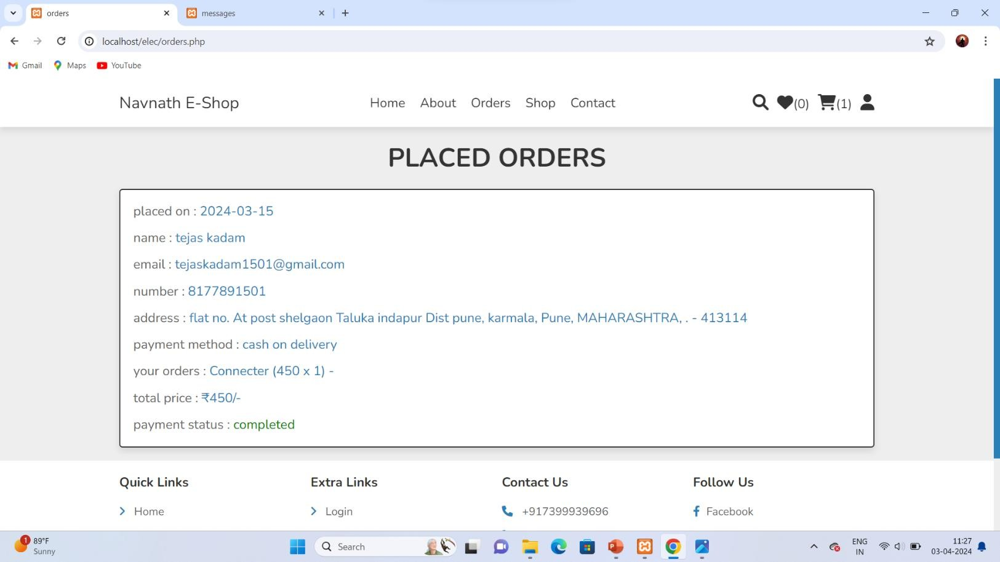 orders
messages
localhost/elec/orders.php
Gmail Maps YouTube
Navnath E-Shop Home About Orders Shop Contact (0) (1)
PLACED ORDERS
placed on : 2024-03-15
name : tejas kadam
email : tejaskadam1501@gmail.com
number : 8177891501
address : flat no. At post shelgaon Taluka indapur Dist pune, karmala, Pune, MAHARASHTRA, . - 413114
payment method : cash on delivery
your orders : Connecter (450 x 1) -
total price : ₹450/-
payment status : completed
Quick Links Extra Links Contact Us Follow Us
Home Login +917399939696 Facebook
1 89°F
Sunny
Search
ENG
IN
11:27
03-04-2024